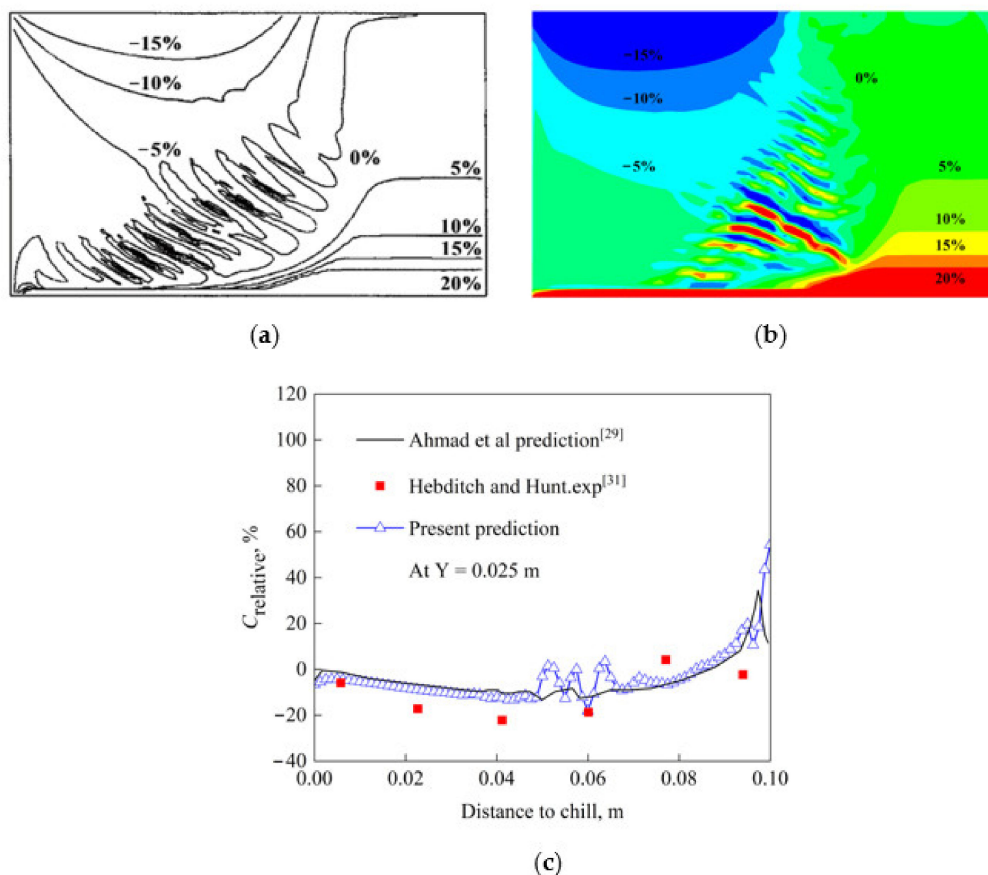 −15%
−10%
−5%
0%
5%
10%
15%
20%
(a)
−15%
0%
−10%
−5%
5%
10%
15%
20%
(b)
120
100
80
60
40
20
0
−20
−40
C relative, %
Ahmad et al prediction[29]
Hebditch and Hunt.exp[31]
Present prediction
At Y = 0.025 m
0.00 0.02 0.04 0.06 0.08 0.10
Distance to chill, m
(c)